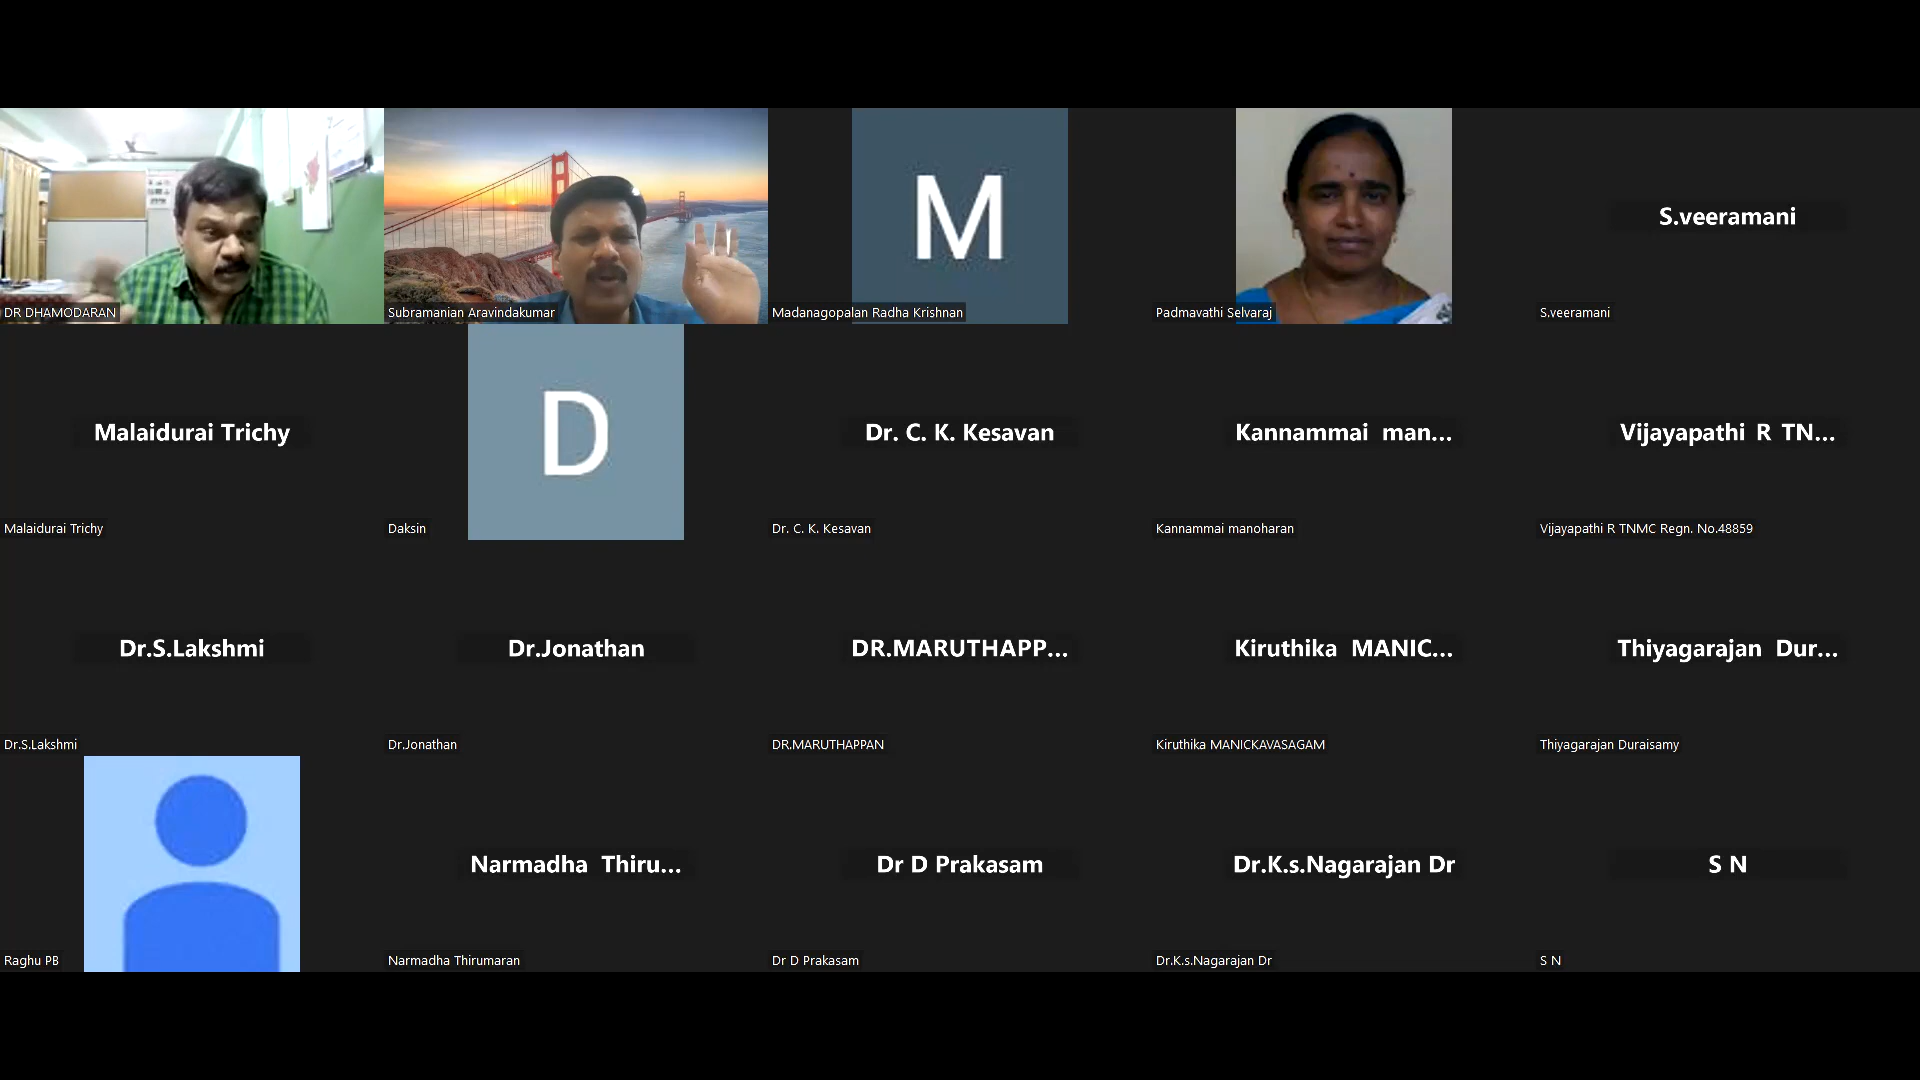 DR DHAMODARAN
Subramanian Aravindakumar
M
Madanagopalan Radha Krishnan
Padmavathi Selvaraj
S.veeramani
S.veeramani
Malaidurai Trichy
Malaidurai Trichy
D
Daksin
Dr. C. K. Kesavan
Dr. C. K. Kesavan
Kannammai man...
Kannammai manoharan
Vijayapathi R TN...
Vijayapathi R TNMC Regn. No.48859
Dr.S.Lakshmi
Dr.S.Lakshmi
Dr.Jonathan
Dr.Jonathan
DR.MARUTHAPP...
DR.MARUTHAPPAN
Kiruthika MANIC...
Kiruthika MANICKAVASAGAM
Thiyagarajan Dur...
Thiyagarajan Duraisamy
Raghu PB
Narmadha Thiru...
Narmadha Thirumaran
Dr D Prakasam
Dr D Prakasam
Dr.K.s.Nagarajan Dr
Dr.K.s.Nagarajan Dr
S N
S N